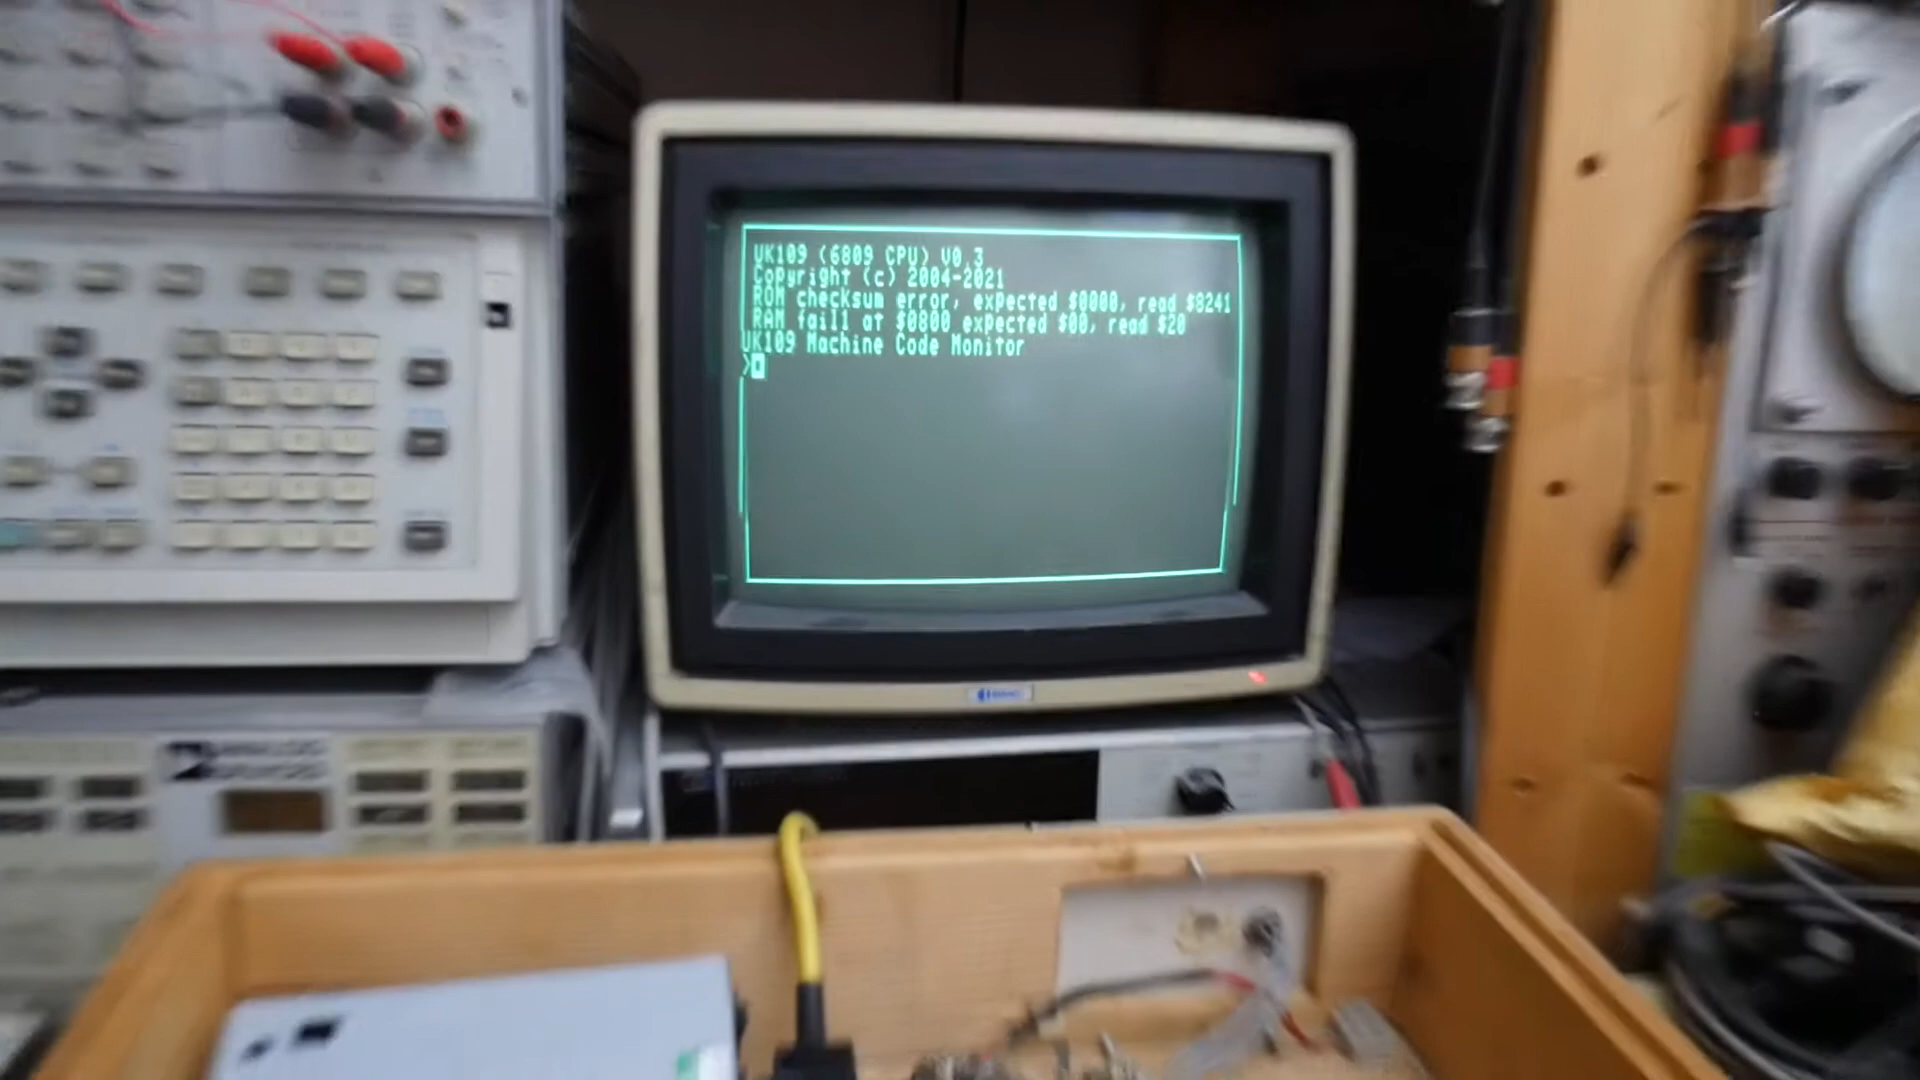 UK109 (6809 CPU) V0.3
Copyright (c) 2004-2021
ROM checksum error, expected $0000, read $8241
RAM fail1 at $0800 expected $00, read $20
UK109 Machine Code Monitor
>